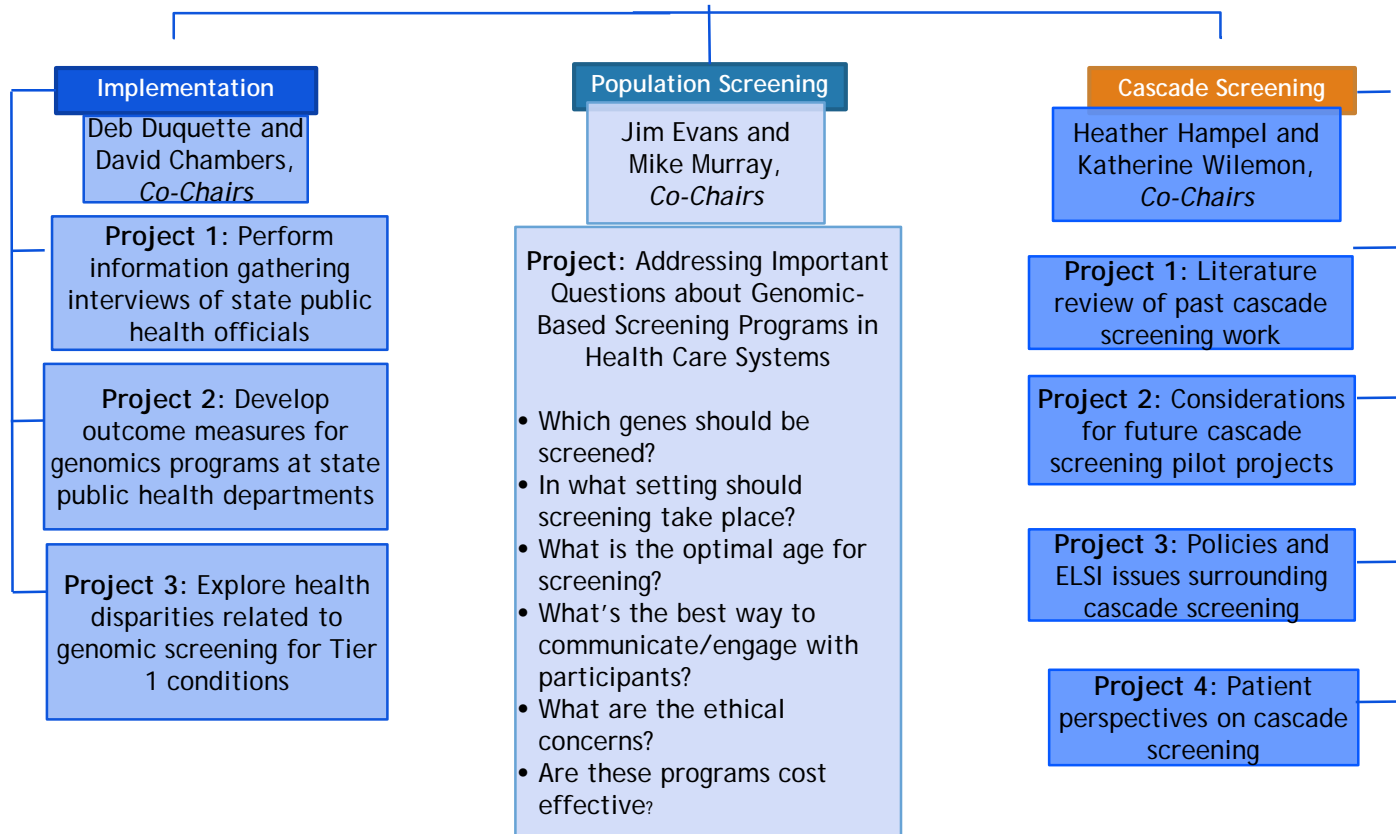 Implementation
Deb Duquette and
David Chambers,
Co-Chairs
Project 1: Perform
information gathering
interviews of state public
health officials
Project 2: Develop
outcome measures for
genomics programs at state
public health departments
Project 3: Explore health
disparities related to
genomic screening for Tier
1 conditions
Population Screening
Jim Evans and
Mike Murray,
Co-Chairs
Project: Addressing Important
Questions about Genomic-
Based Screening Programs in
Health Care Systems
• Which genes should be
screened?
• In what setting should
screening take place?
• What is the optimal age for
screening?
• What's the best way to
communicate/engage with
participants?
• What are the ethical
concerns?
• Are these programs cost
effective?
Cascade Screening
Heather Hampel and
Katherine Wilemon,
Co-Chairs
Project 1: Literature
review of past cascade
screening work
Project 2: Considerations
for future cascade
screening pilot projects
Project 3: Policies and
ELSI issues surrounding
cascade screening
Project 4: Patient
perspectives on cascade
screening